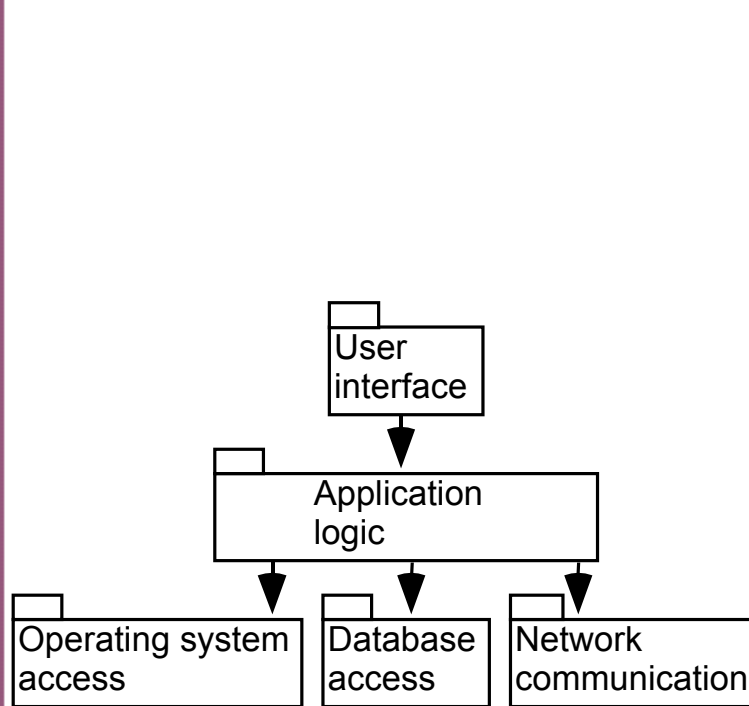 User
interface
Application
logic
Operating system
access
Database
access
Network
communication